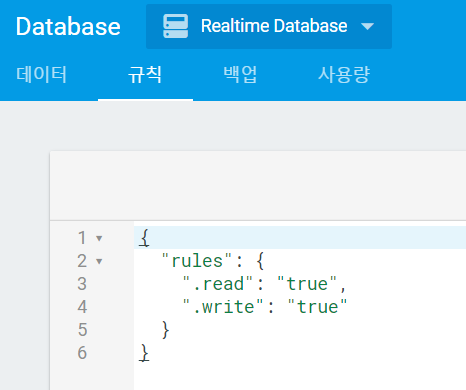 Database Realtime Database
데이터 규칙 백업 사용량
1 {
2 "rules": {
3 ".read": "true",
4 ".write": "true"
5 }
6 }